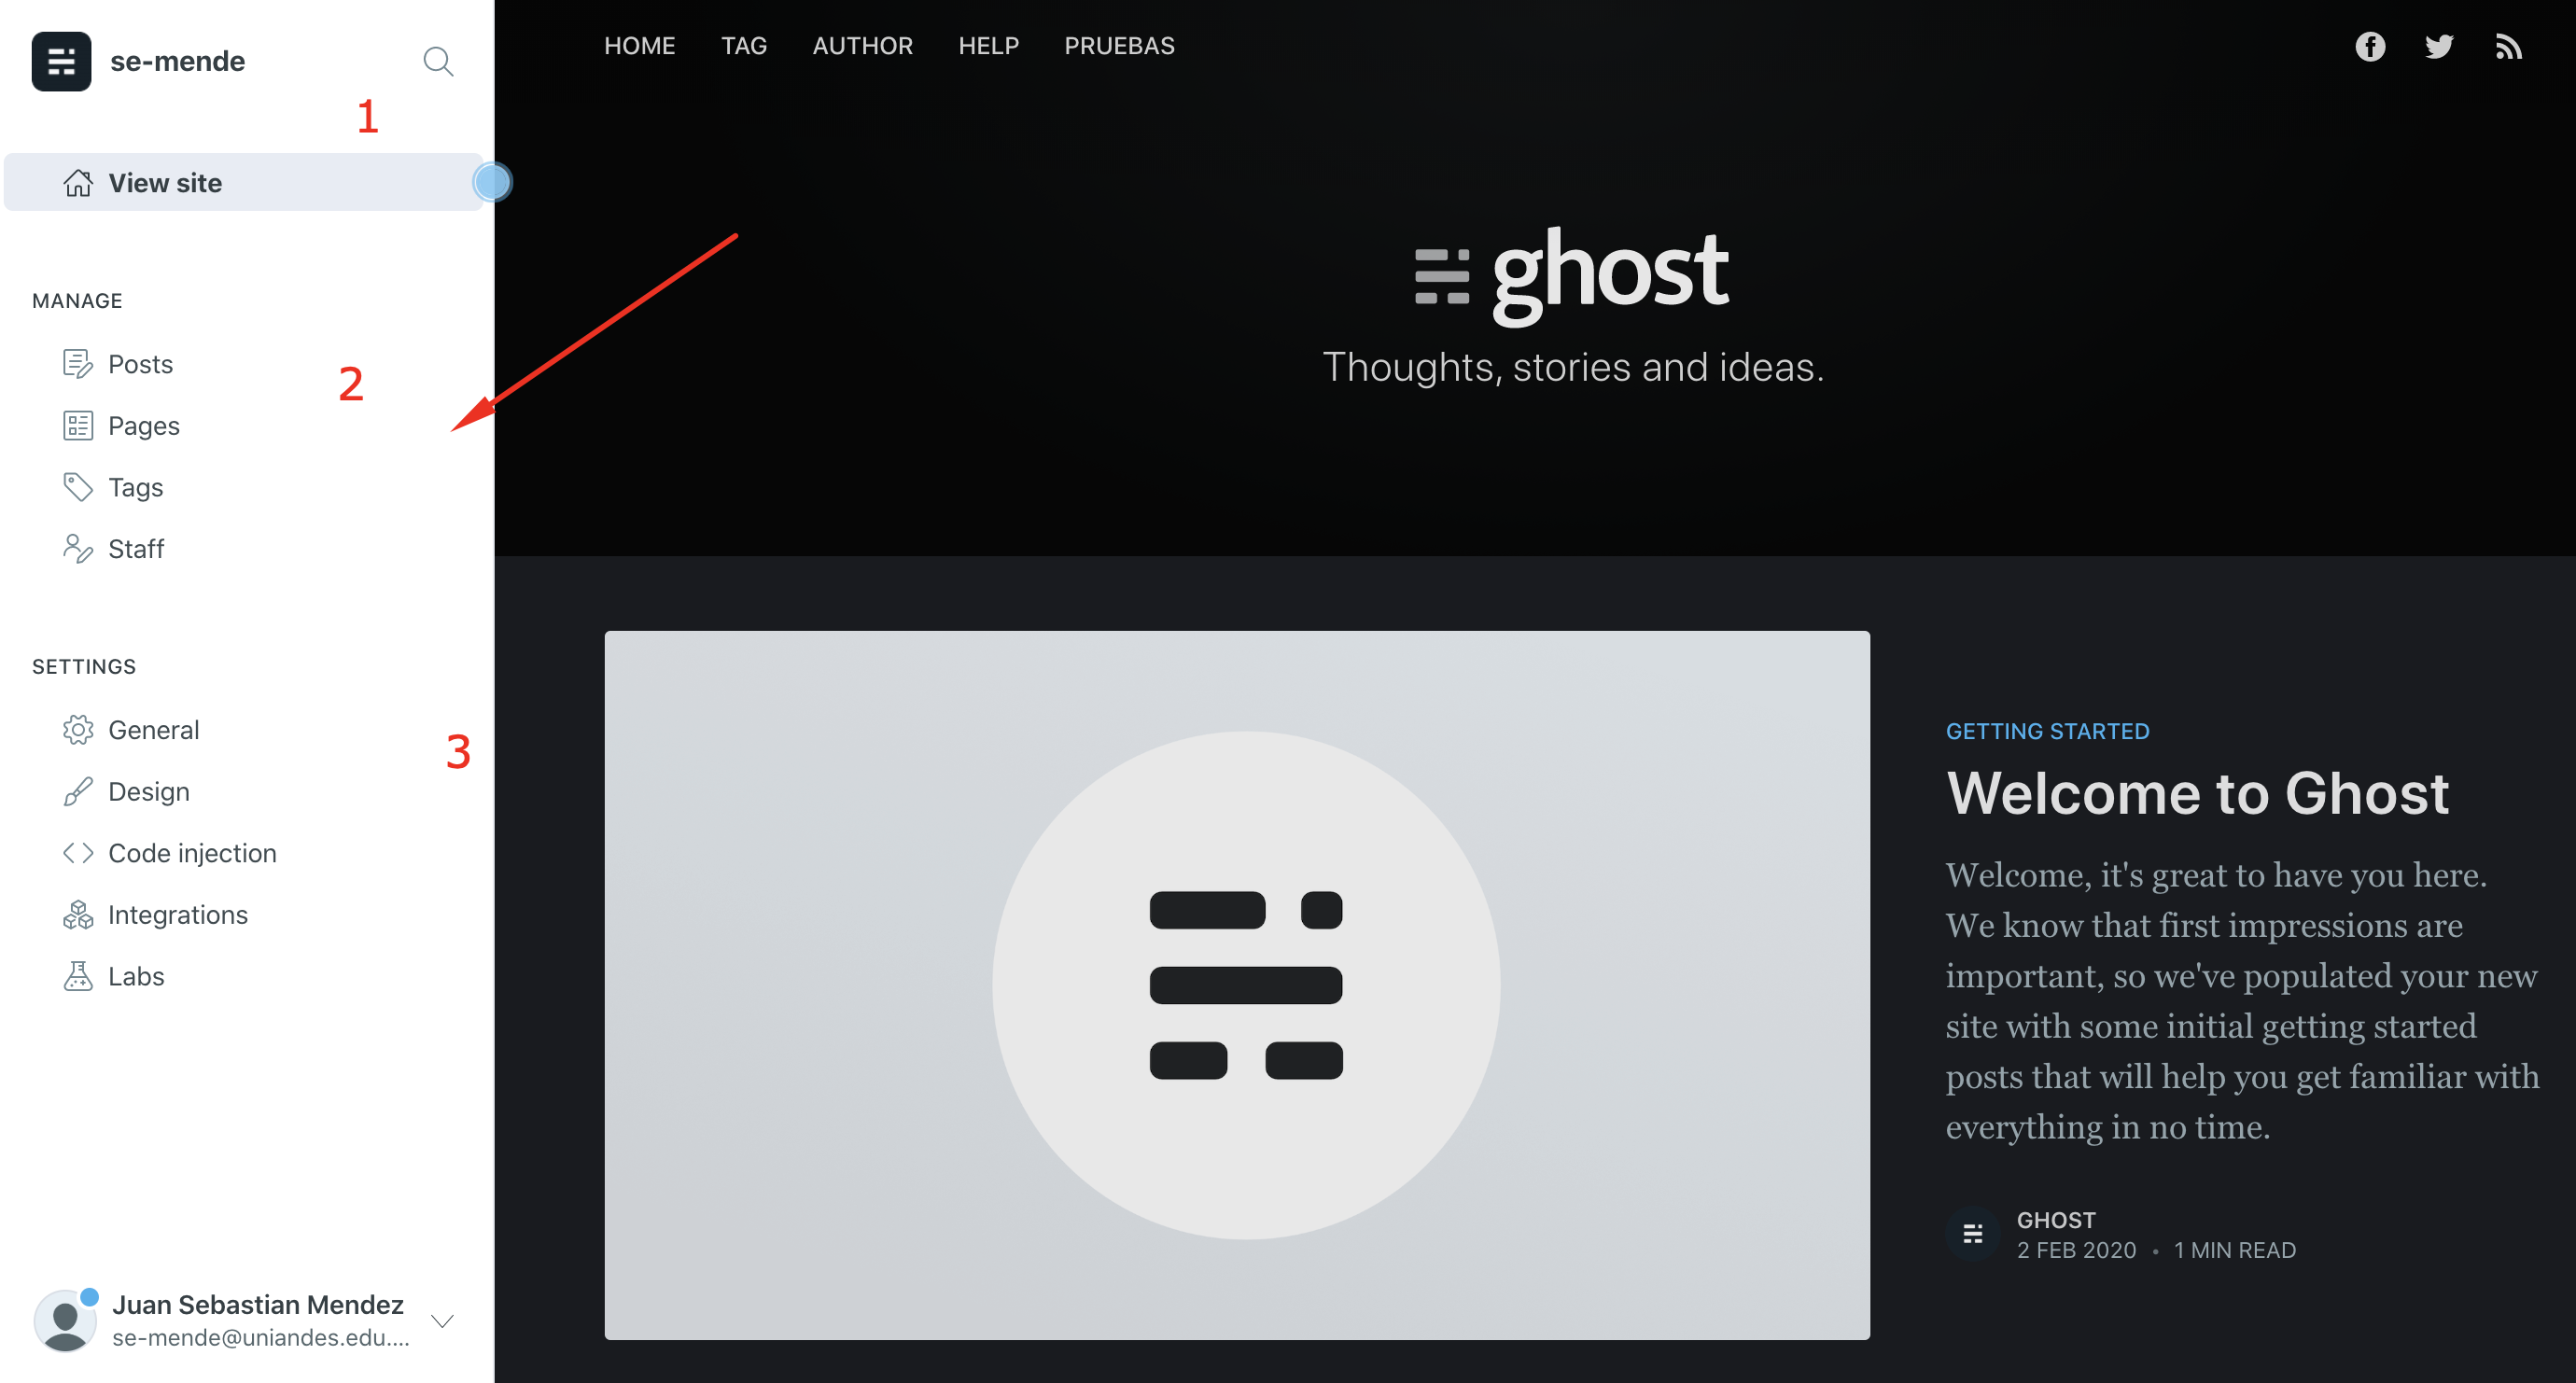 se-mende
1
View site
MANAGE
Posts
2
Pages
Tags
Staff
SETTINGS
General
3
Design
Code injection
Integrations
Labs
Juan Sebastian Mendez
se-mende@uniandes.edu....
HOME TAG AUTHOR HELP PRUEBAS
ghost
Thoughts, stories and ideas.
GETTING STARTED
Welcome to Ghost
Welcome, it's great to have you here.
We know that first impressions are
important, so we've populated your new
site with some initial getting started
posts that will help you get familiar with
everything in no time.
GHOST
2 FEB 2020 • 1 MIN READ